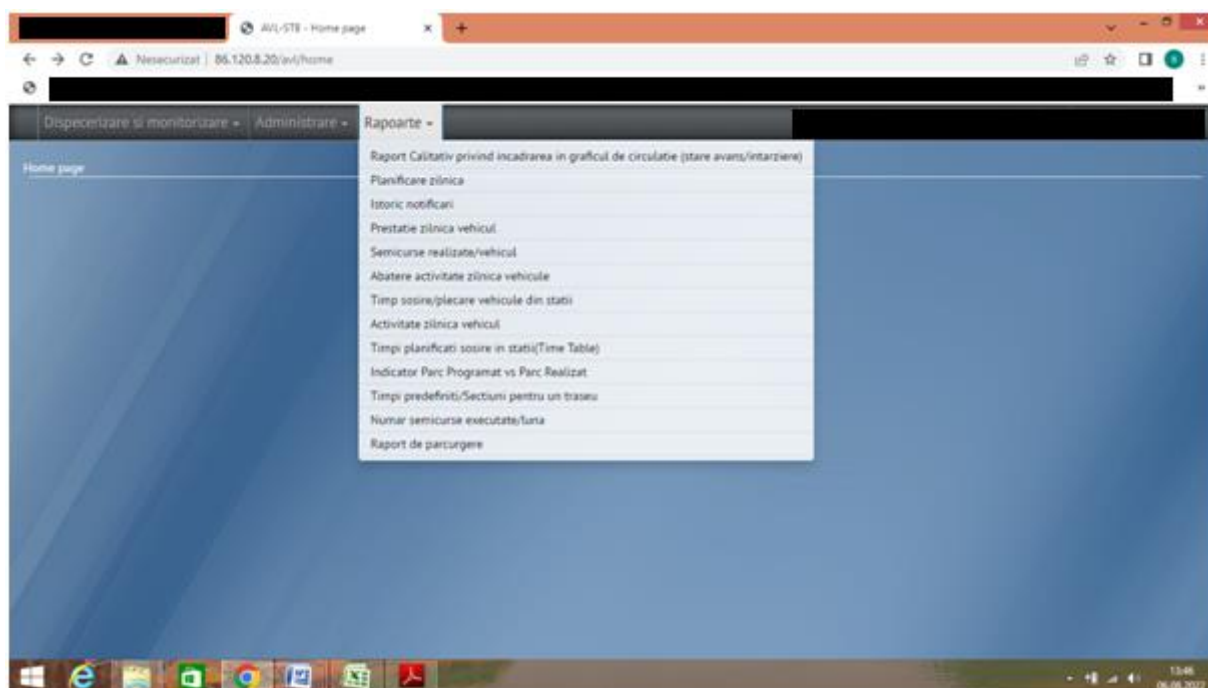 AVL-STB - Home page
Nesecurizat | 86.120.8.20/avl/home
Dispecerizare si monitorizare Administrare Rapoarte
Home page
Raport Calitativ privind incadrarea in graficul de circulatie (stare avans/intarziere)
Planificare zilnica
Istoric notificari
Prestatie zilnica vehicul
Semicurse realizate/vehicul
Abatere activitate zilnica vehicule
Timp sosire/plecare vehicule din statii
Activitate zilnica vehicul
Timpi planificati sosire in statii(Time Table)
Indicator Parc Programat vs Parc Realizat
Timpi predefiniti/Sectiuni pentru un traseu
Numar semicurse executate/luna
Raport de parcurgere
13:46
06.08.2022